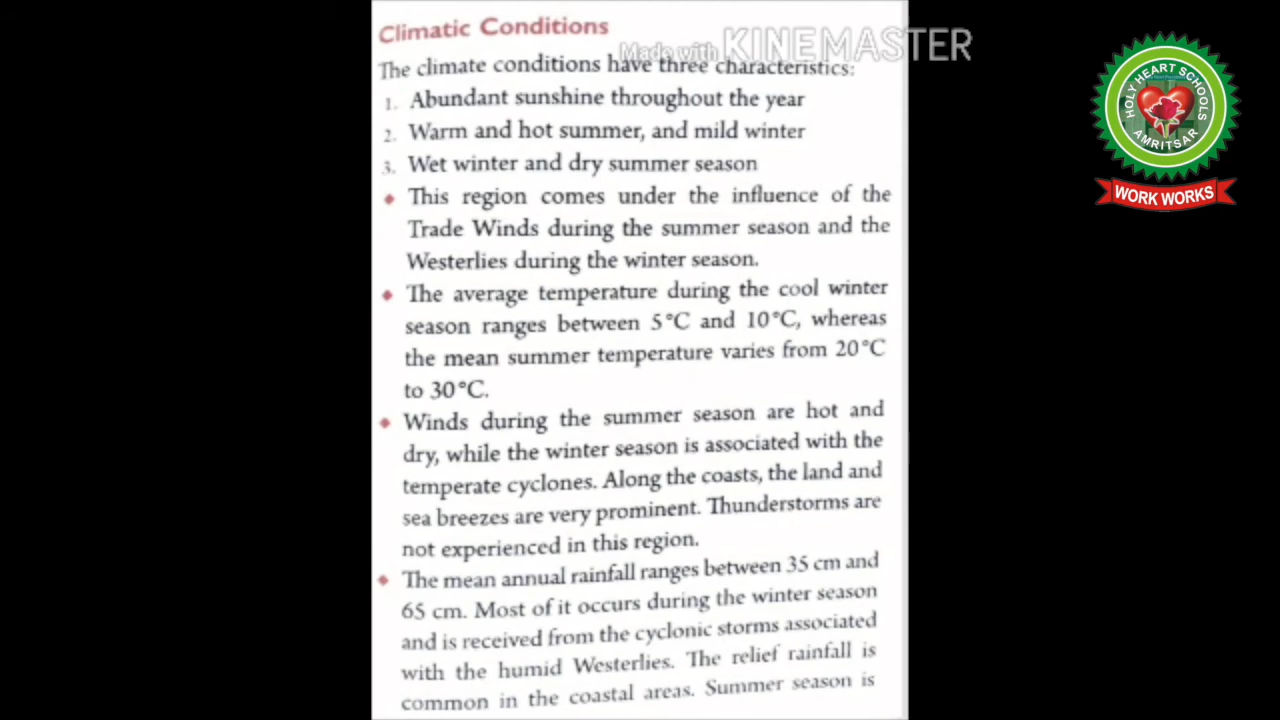 Climatic Conditions
Made with KINEMASTER
The climate conditions have three characteristics:
1. Abundant sunshine throughout the year
2. Warm and hot summer, and mild winter
3. Wet winter and dry summer season
This region comes under the influence of the
Trade Winds during the summer season and the
Westerlies during the winter season.
The average temperature during the cool winter
season ranges between 5°C and 10°C, whereas
the mean summer temperature varies from 20°C
to 30°C.
Winds during the summer season are hot and
dry, while the winter season is associated with the
temperate cyclones. Along the coasts, the land and
sea breezes are very prominent. Thunderstorms are
not experienced in this region.
The mean annual rainfall ranges between 35 cm and
65 cm. Most of it occurs during the winter season
and is received from the cyclonic storms associated
with the humid Westerlies. The relief rainfall is
common in the coastal areas. Summer season is
HOLY HEART SCHOOLS
AMRITSAR
WORK WORKS